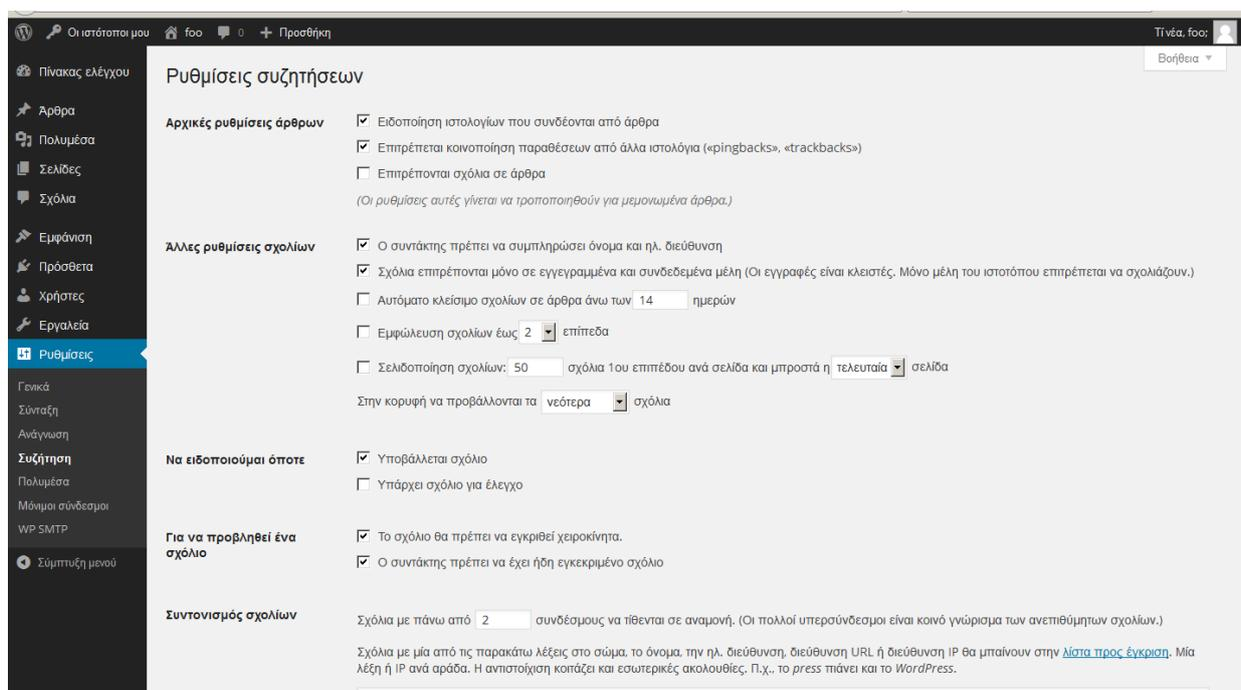 Οι ιστότοποι μου foo 0 + Προσθήκη Τί νέα, foo;
Βοήθεια
Πίνακας ελέγχου
Άρθρα
Πολυμέσα
Σελίδες
Σχόλια
Εμφάνιση
Πρόσθετα
Χρήστες
Εργαλεία
Ρυθμίσεις
Γενικά
Σύνταξη
Ανάγνωση
Συζήτηση
Πολυμέσα
Μόνιμοι σύνδεσμοι
WP SMTP
Σύμπτυξη μενού
Ρυθμίσεις συζητήσεων
Αρχικές ρυθμίσεις άρθρων
Ειδοποίηση ιστολογίων που συνδέονται από άρθρα
Επιτρέπεται κοινοποίηση παραθέσεων από άλλα ιστολόγια («pingbacks», «trackbacks»)
Επιτρέπονται σχόλια σε άρθρα
(Οι ρυθμίσεις αυτές γίνεται να τροποποιηθούν για μεμονωμένα άρθρα.)
Άλλες ρυθμίσεις σχολίων
Ο συντάκτης πρέπει να συμπληρώσει όνομα και ηλ. διεύθυνση
Σχόλια επιτρέπονται μόνο σε εγγεγραμμένα και συνδεδεμένα μέλη (Οι εγγραφές είναι κλειστές. Μόνο μέλη του ιστοτόπου επιτρέπεται να σχολιάζουν.)
Αυτόματο κλείσιμο σχολίων σε άρθρα άνω των 14 ημερών
Εμφώλευση σχολίων έως 2 επίπεδα
Σελιδοποίηση σχολίων: 50 σχόλια 1ου επιπέδου ανά σελίδα και μπροστά η τελευταία σελίδα
Στην κορυφή να προβάλλονται τα νεότερα σχόλια
Να ειδοποιούμαι όποτε
Υποβάλλεται σχόλιο
Υπάρχει σχόλιο για έλεγχο
Για να προβληθεί ένα
σχόλιο
Το σχόλιο θα πρέπει να εγκριθεί χειροκίνητα.
Ο συντάκτης πρέπει να έχει ήδη εγκεκριμένο σχόλιο
Συντονισμός σχολίων
Σχόλια με πάνω από 2 συνδέσμους να τίθενται σε αναμονή. (Οι πολλοί υπερσύνδεσμοι είναι κοινό γνώρισμα των ανεπιθύμητων σχολίων.)
Σχόλια με μία από τις παρακάτω λέξεις στο σώμα, το όνομα, την ηλ. διεύθυνση, διεύθυνση URL ή διεύθυνση IP θα μπαίνουν στην λίστα προς έγκριση. Μία
λέξη ή IP ανά αράδα. Η αντιστοίχιση κοιτάζει και εσωτερικές ακολουθίες. Π.χ., το press πιάνει και το WordPress.